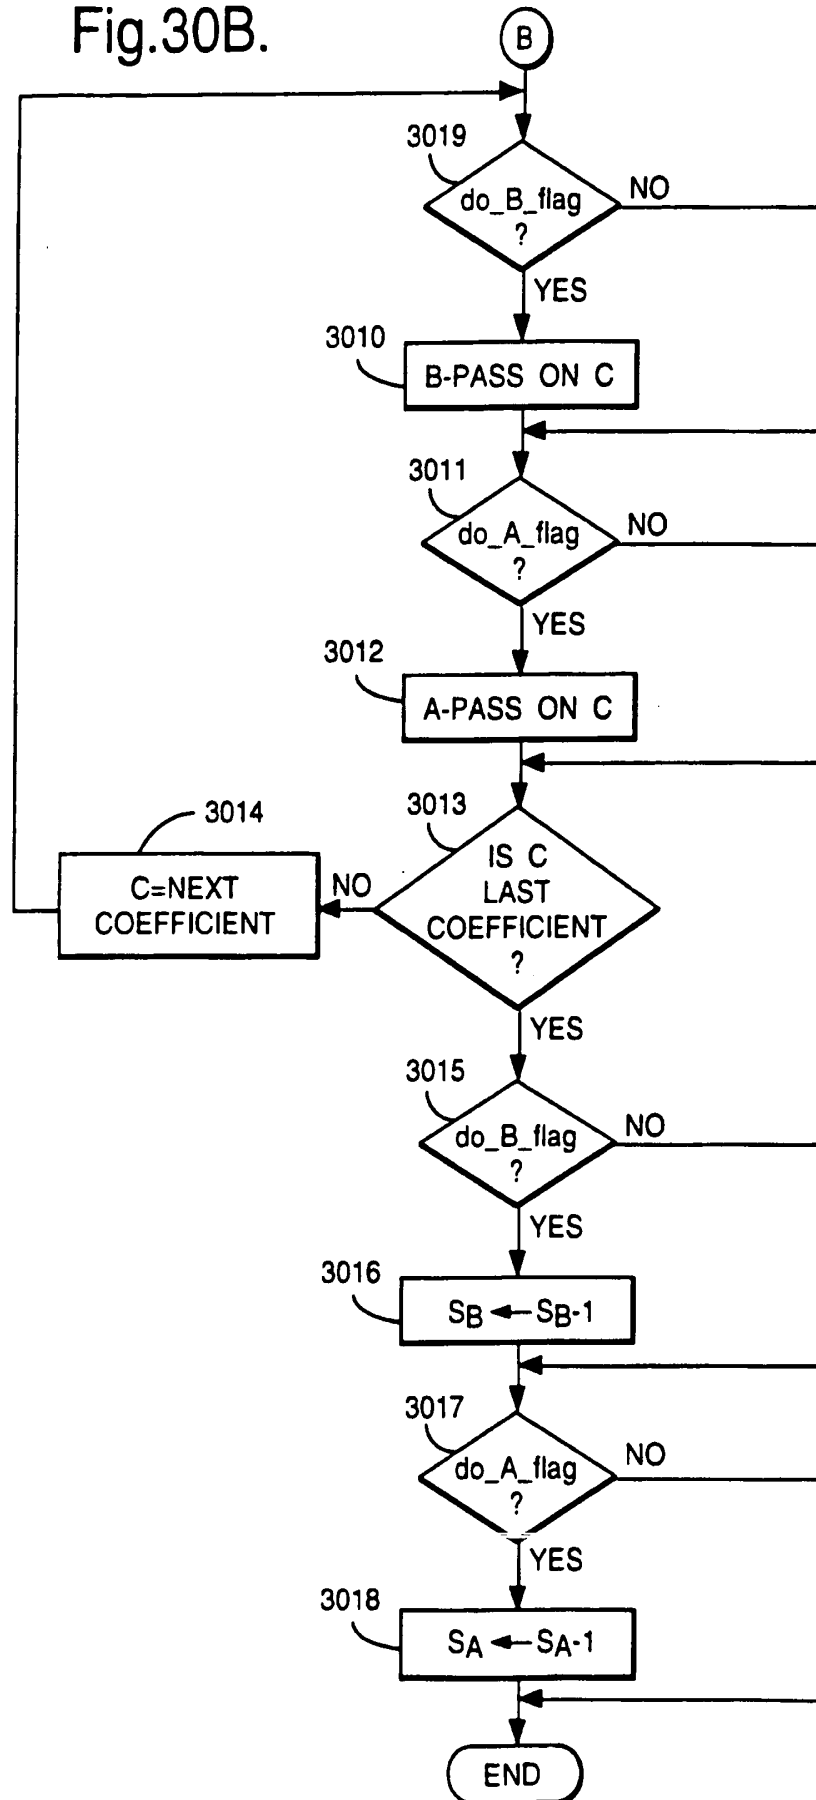 Fig.30B.
B
3019
do_B_flag
?
NO
YES
3010
B-PASS ON C
3011
do_A_flag
?
NO
YES
3012
A-PASS ON C
3014
C=NEXT
COEFFICIENT
NO
3013
IS C
LAST
COEFFICIENT
?
YES
3015
do_B_flag
?
NO
YES
3016
SB←SB-1
3017
do_A_flag
?
NO
YES
3018
SA←SA-1
END